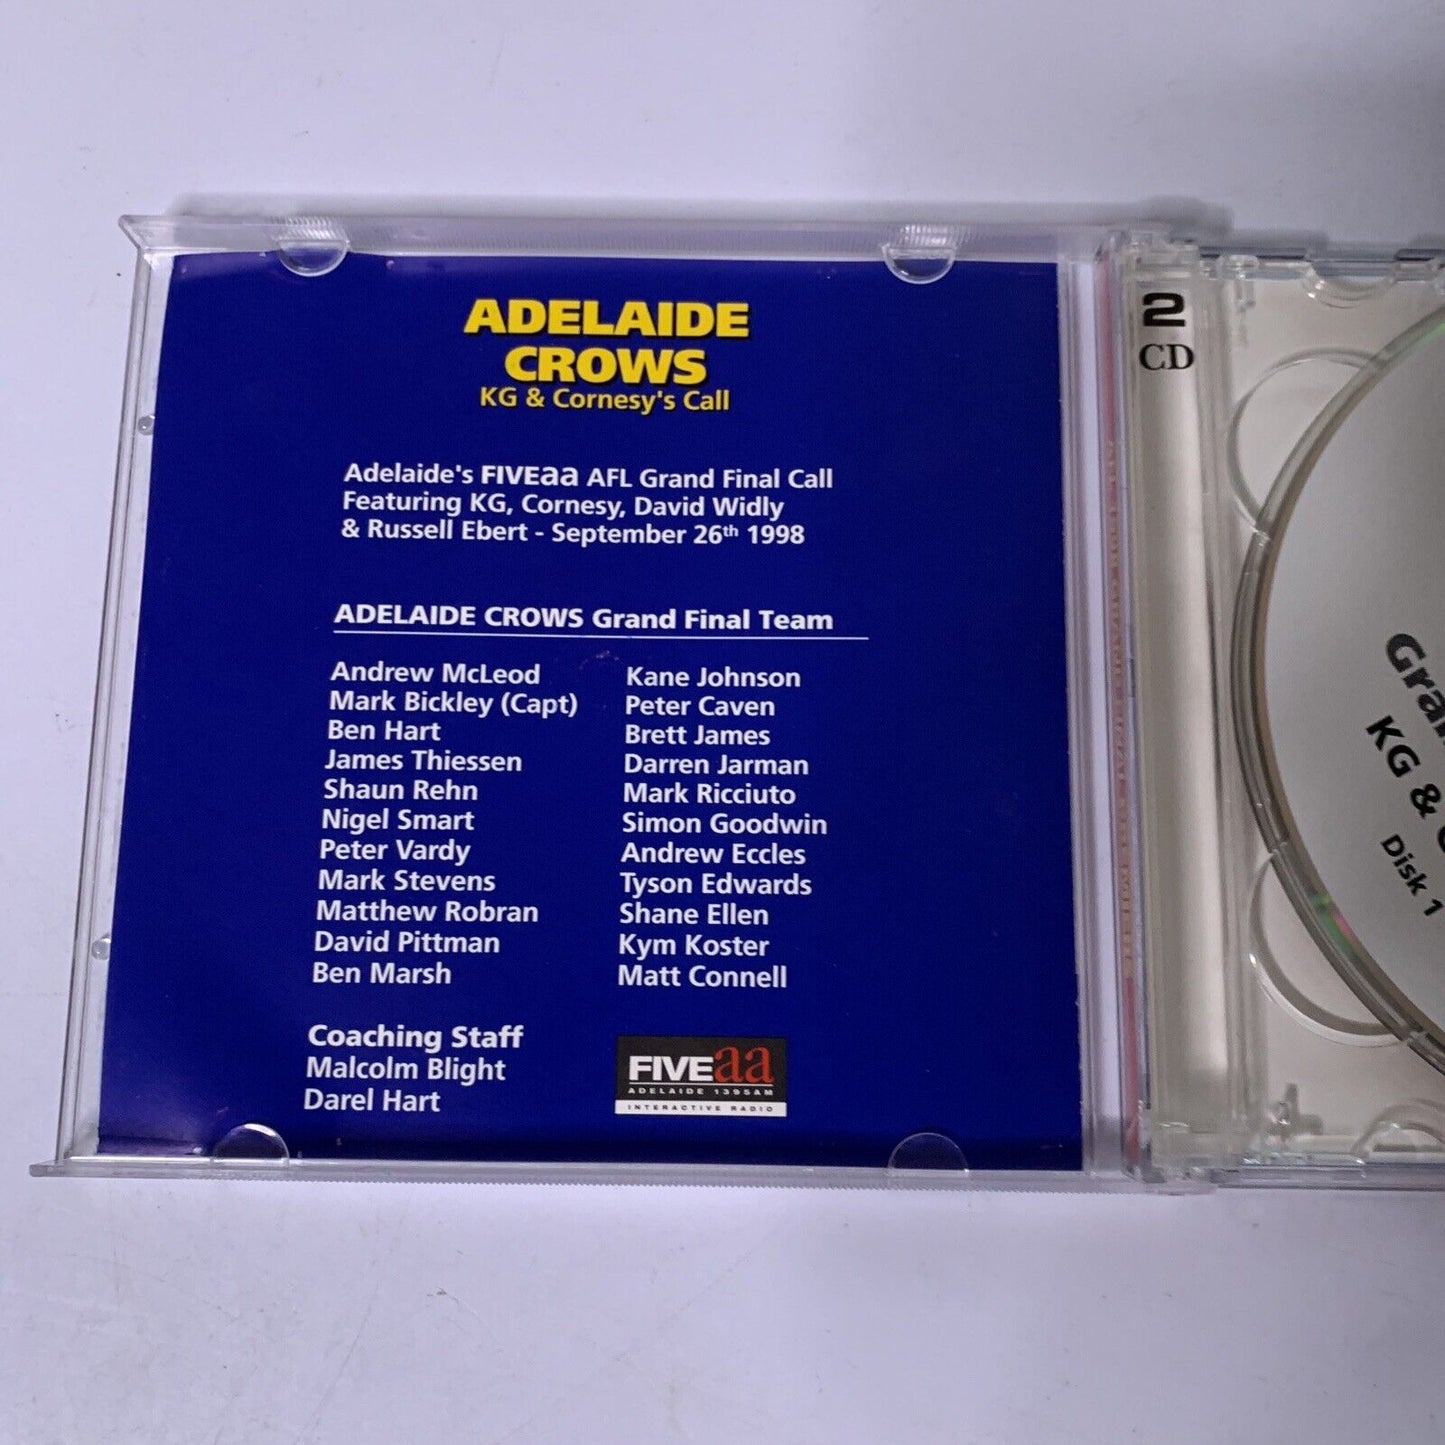 ADELAIDE
CROWS
KG & Cornesy's Call
Adelaide's FIVEaa AFL Grand Final Call
Featuring KG, Cornesy, David Widly
& Russell Ebert - September 26th 1998
ADELAIDE CROWS Grand Final Team
Andrew McLeod
Mark Bickley (Capt)
Ben Hart
James Thiessen
Shaun Rehn
Nigel Smart
Peter Vardy
Mark Stevens
Matthew Robran
David Pittman
Ben Marsh
Kane Johnson
Peter Caven
Brett James
Darren Jarman
Mark Ricciuto
Simon Goodwin
Andrew Eccles
Tyson Edwards
Shane Ellen
Kym Koster
Matt Connell
Coaching Staff
Malcolm Blight
Darel Hart
FIVEaa
ADELAIDE 1395AM
INTERACTIVE RADIO
2
CD
KG &
Disk 1